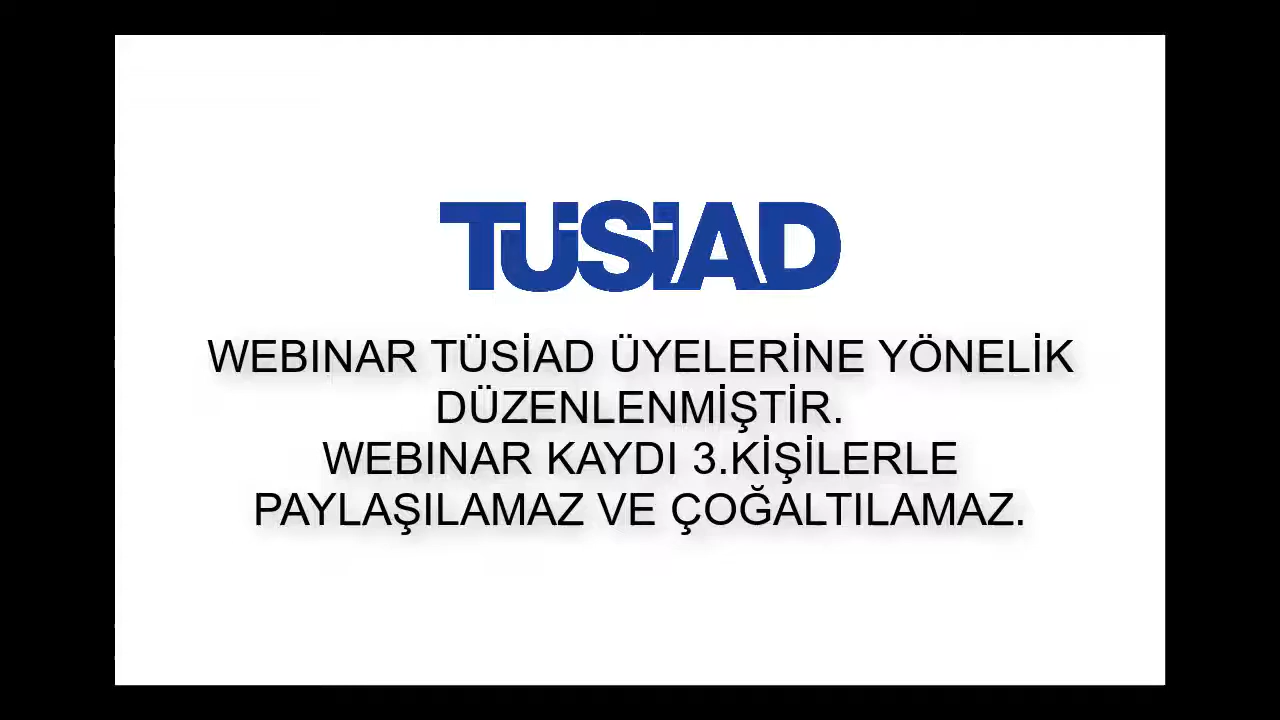 TÜSİAD
WEBINAR TÜSİAD ÜYELERİNE YÖNELİK
DÜZENLENMİŞTİR.
WEBINAR KAYDI 3.KİŞİLERLE
PAYLAŞILAMAZ VE ÇOĞALTILAMAZ.